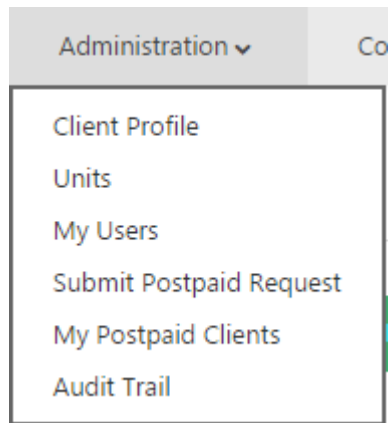 Administration
Co
Client Profile
Units
My Users
Submit Postpaid Request
My Postpaid Clients
Audit Trail